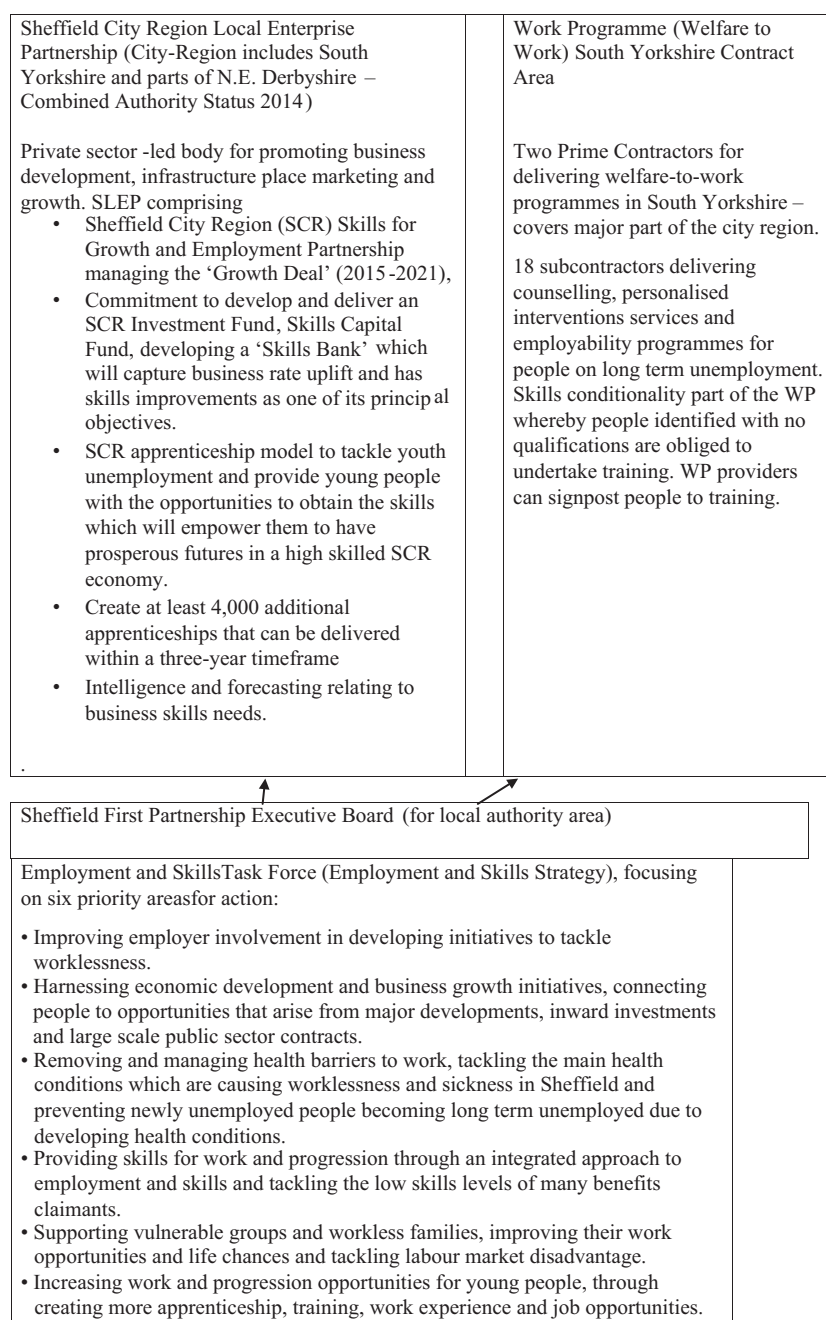 Sheffield City Region Local Enterprise
Partnership (City-Region includes South
Yorkshire and parts of N.E. Derbyshire –
Combined Authority Status 2014)
Private sector -led body for promoting business
development, infrastructure place marketing and
growth. SLEP comprising
• Sheffield City Region (SCR) Skills for
Growth and Employment Partnership
managing the ‘Growth Deal’ (2015-2021),
• Commitment to develop and deliver an
SCR Investment Fund, Skills Capital
Fund, developing a ‘Skills Bank’ which
will capture business rate uplift and has
skills improvements as one of its princip al
objectives.
• SCR apprenticeship model to tackle youth
unemployment and provide young people
with the opportunities to obtain the skills
which will empower them to have
prosperous futures in a high skilled SCR
economy.
• Create at least 4,000 additional
apprenticeships that can be delivered
within a three-year timeframe
• Intelligence and forecasting relating to
business skills needs.
.
Work Programme (Welfare to
Work) South Yorkshire Contract
Area
Two Prime Contractors for
delivering welfare-to-work
programmes in South Yorkshire –
covers major part of the city region.
18 subcontractors delivering
counselling, personalised
interventions services and
employability programmes for
people on long term unemployment.
Skills conditionality part of the WP
whereby people identified with no
qualifications are obliged to
undertake training. WP providers
can signpost people to training.
Sheffield First Partnership Executive Board (for local authority area)
Employment and SkillsTask Force (Employment and Skills Strategy), focusing
on six priority areasfor action:
• Improving employer involvement in developing initiatives to tackle
worklessness.
• Harnessing economic development and business growth initiatives, connecting
people to opportunities that arise from major developments, inward investments
and large scale public sector contracts.
• Removing and managing health barriers to work, tackling the main health
conditions which are causing worklessness and sickness in Sheffield and
preventing newly unemployed people becoming long term unemployed due to
developing health conditions.
• Providing skills for work and progression through an integrated approach to
employment and skills and tackling the low skills levels of many benefits
claimants.
• Supporting vulnerable groups and workless families, improving their work
opportunities and life chances and tackling labour market disadvantage.
• Increasing work and progression opportunities for young people, through
creating more apprenticeship, training, work experience and job opportunities.